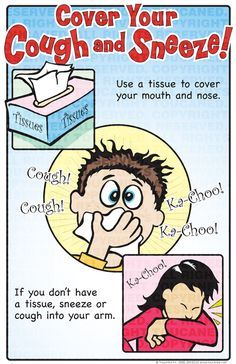 Cover Your
Cough and Sneeze!
Tissues
Tissues
Use a tissue to cover
your mouth and nose.
Cough!
Cough!
Ka-Choo!
Ka-Choo!
Ka-Choo!
If you don't have
a tissue, sneeze or
cough into your arm.